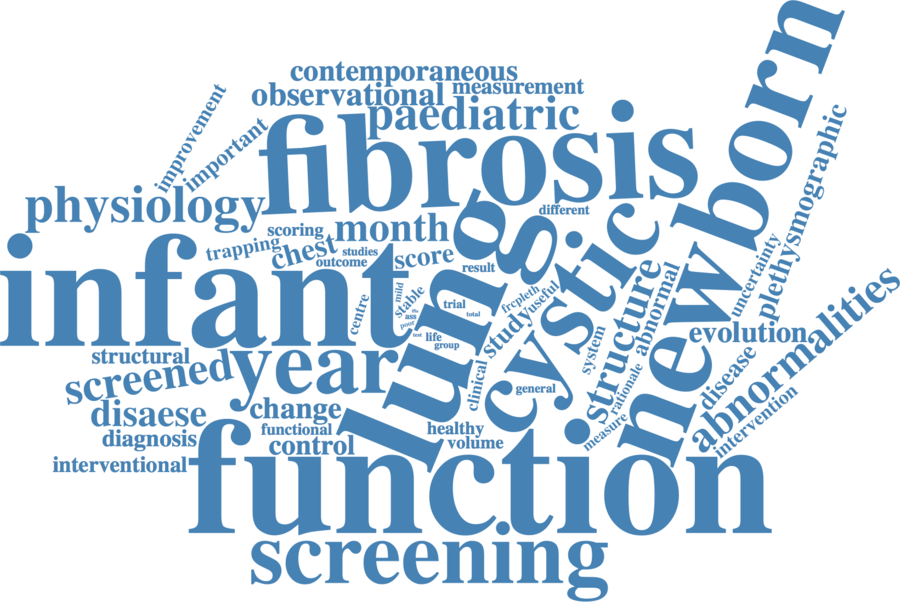 contemporaneous
observational
measurement
paediatric
improvement
important
fibrosis
newborn
physiology
month
different
plethysmographic
scoring
trapping
chest
studies
outcome
score
result
lung
cystic
infant
uncertainty
structure
abnormal
frcpleth
useful
mild
stable
centre
ass
poor
trial
total
test
life
group
study
system
evolution
abnormalities
structural
screened
year
clinical
general
rationale
disease
intervention
disaese
change
diagnosis
functional
control
healthy
volume
measure
interventional
function
screening